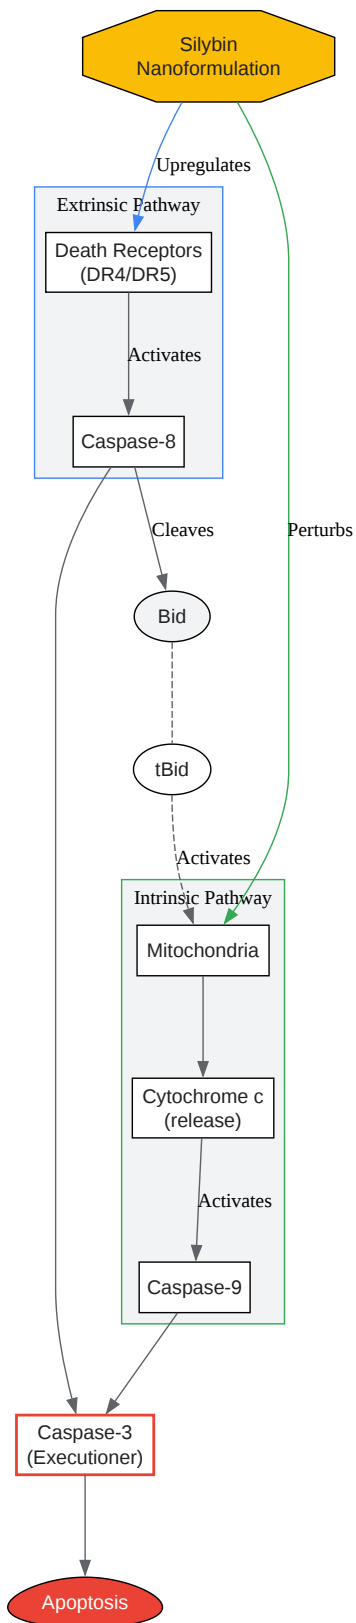 Silybin
Nanoformulation
Upregulates
Extrinsic Pathway
Death Receptors
(DR4/DR5)
Activates
Caspase-8
Cleaves
Perturbs
Bid
tBid
Activates
Intrinsic Pathway
Mitochondria
Cytochrome c
(release)
Activates
Caspase-9
Caspase-3
(Executioner)
Apoptosis